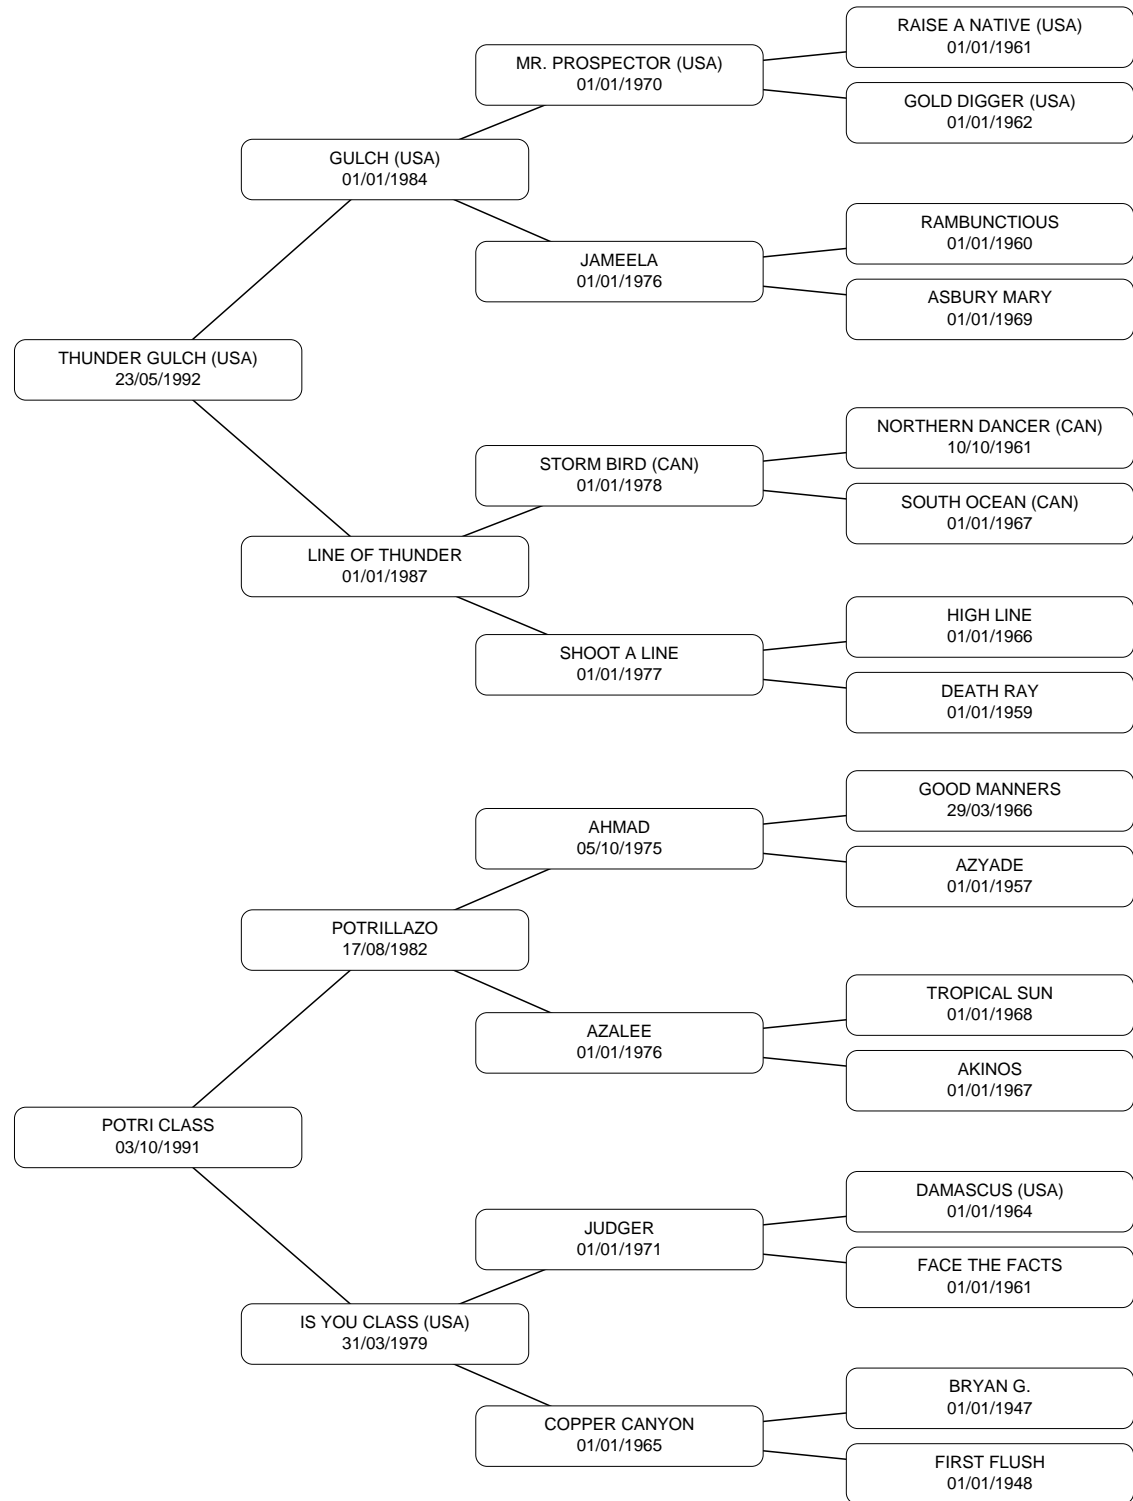 RAISE A NATIVE (USA)
01/01/1961
MR. PROSPECTOR (USA)
01/01/1970
GOLD DIGGER (USA)
01/01/1962
GULCH (USA)
01/01/1984
RAMBUNCTIOUS
01/01/1960
JAMEELA
01/01/1976
ASBURY MARY
01/01/1969
THUNDER GULCH (USA)
23/05/1992
NORTHERN DANCER (CAN)
10/10/1961
STORM BIRD (CAN)
01/01/1978
SOUTH OCEAN (CAN)
01/01/1967
LINE OF THUNDER
01/01/1987
HIGH LINE
01/01/1966
SHOOT A LINE
01/01/1977
DEATH RAY
01/01/1959
GOOD MANNERS
29/03/1966
AHMAD
05/10/1975
AZYADE
01/01/1957
POTRILLAZO
17/08/1982
TROPICAL SUN
01/01/1968
AZALEE
01/01/1976
AKINOS
01/01/1967
POTRI CLASS
03/10/1991
DAMASCUS (USA)
01/01/1964
JUDGER
01/01/1971
FACE THE FACTS
01/01/1961
IS YOU CLASS (USA)
31/03/1979
BRYAN G.
01/01/1947
COPPER CANYON
01/01/1965
FIRST FLUSH
01/01/1948